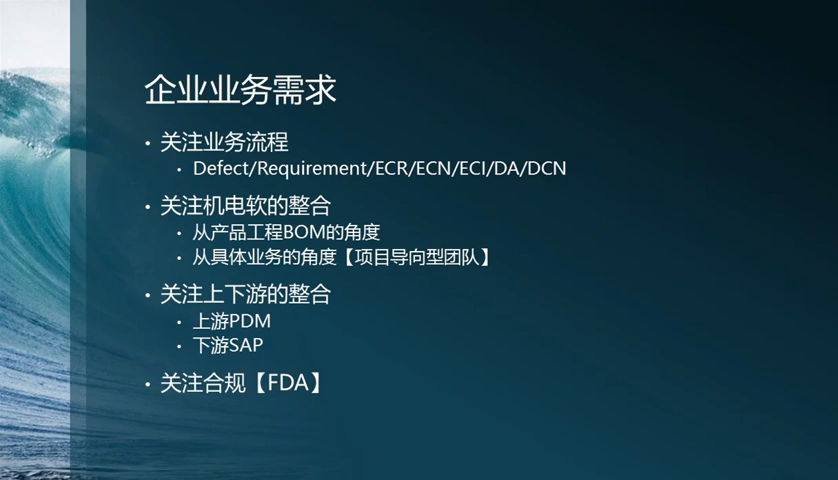 企业业务需求
• 关注业务流程
• Defect/Requirement/ECR/ECN/ECI/DA/DCN
• 关注机电软的整合
• 从产品工程BOM的角度
• 从具体业务的角度【项目导向型团队】
• 关注上下游的整合
• 上游PDM
• 下游SAP
• 关注合规【FDA】